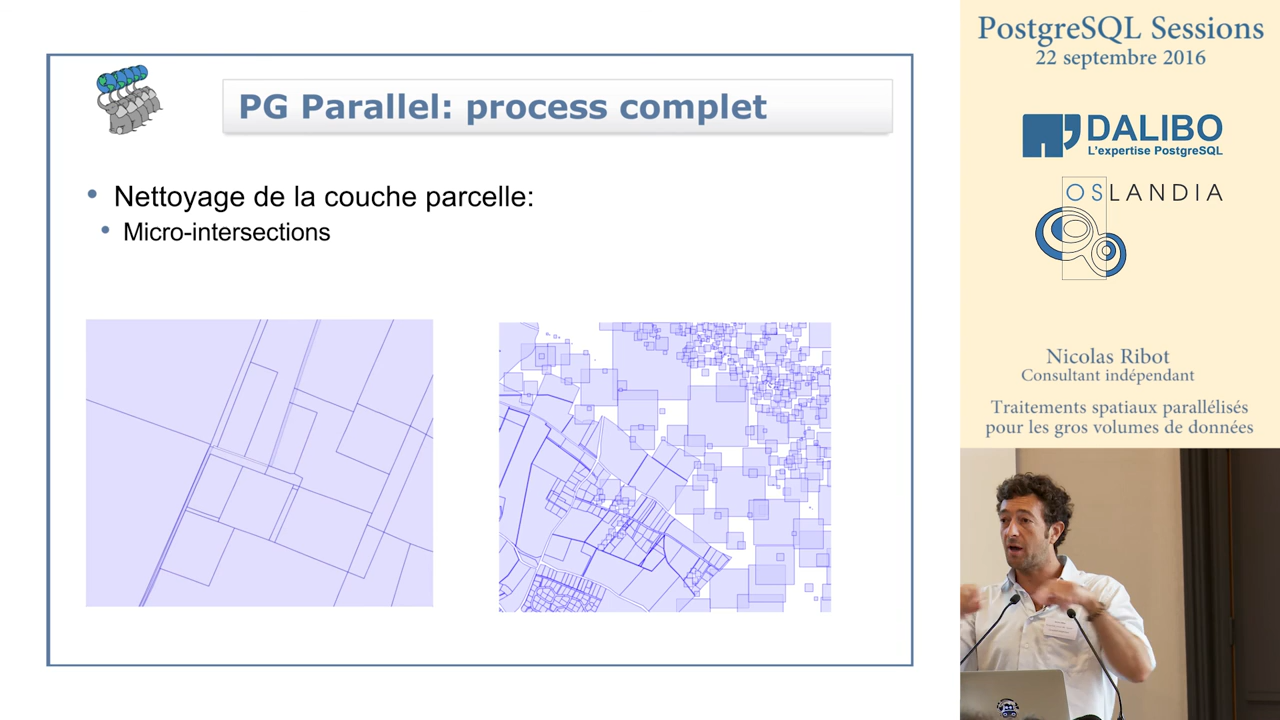 PG Parallel: process complet
Nettoyage de la couche parcelle:
Micro-intersections
PostgreSQL Sessions
22 septembre 2016
DALIBO
L'expertise PostgreSQL
OSLANDIA
Nicolas Ribot
Consultant indépendant
Traitements spatiaux parallélisés
pour les gros volumes de données